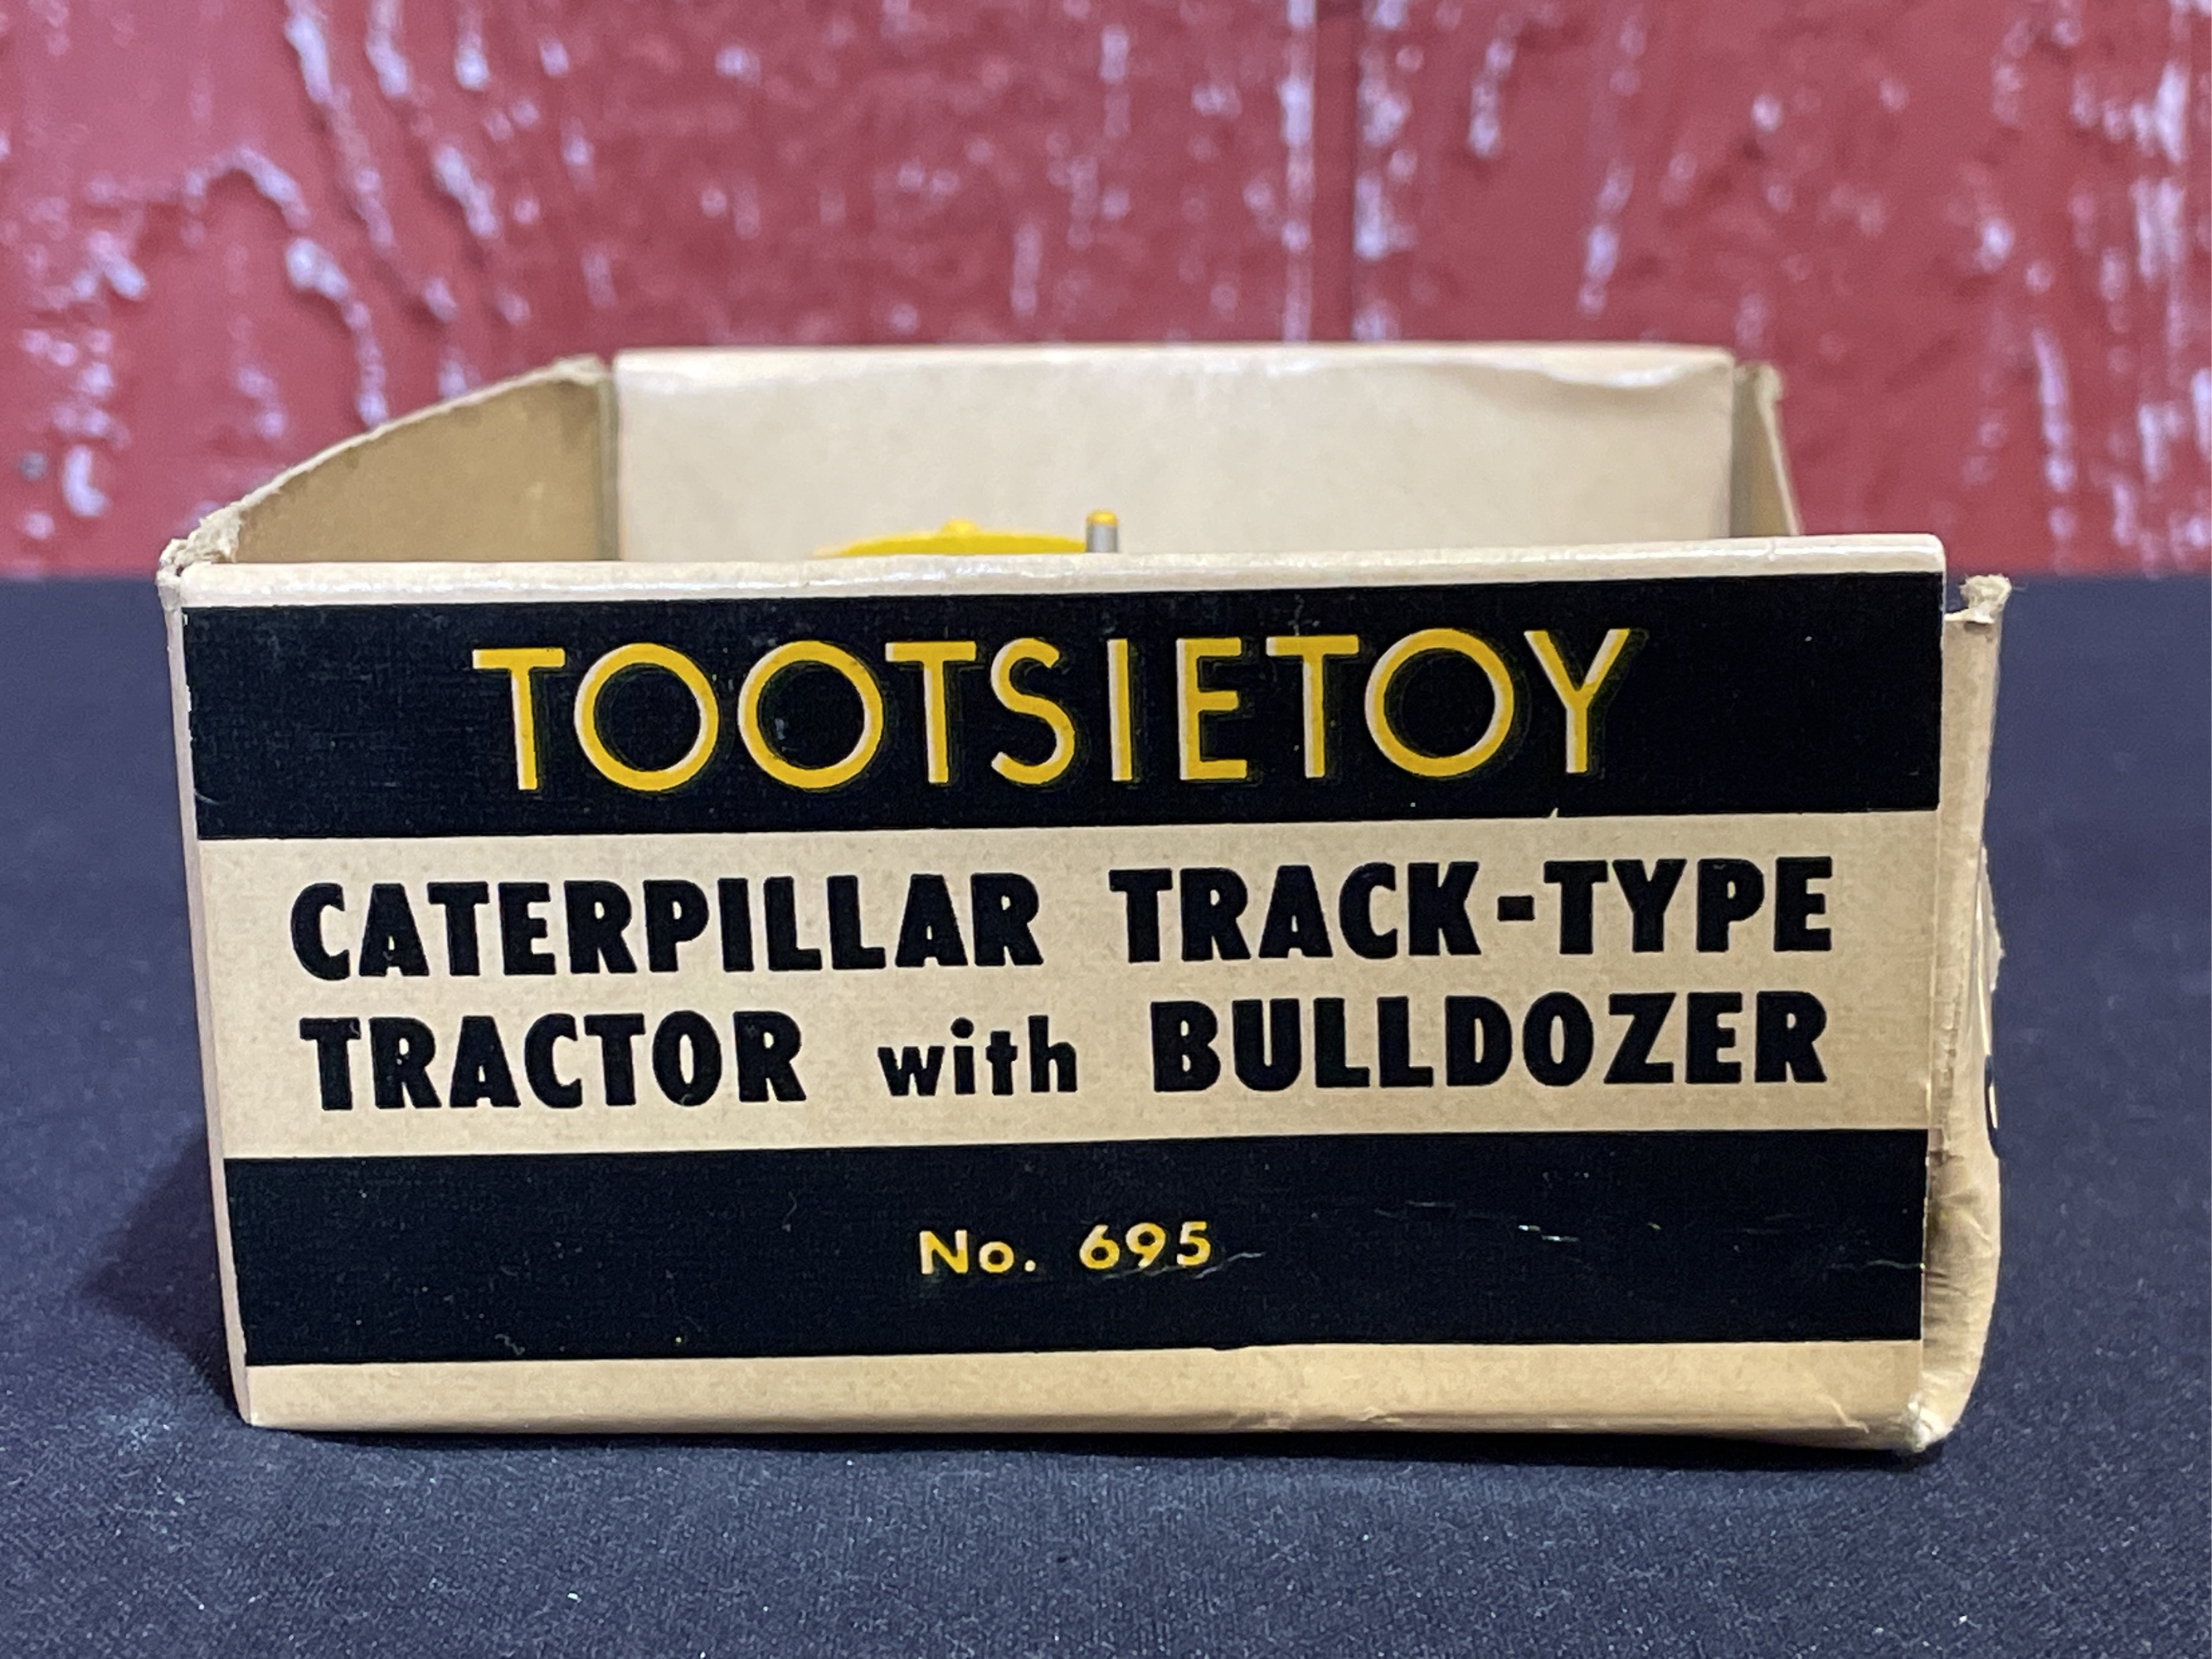 TOOTSIETOY
CATERPILLAR TRACK-TYPE
TRACTOR with BULLDOZER
No. 695